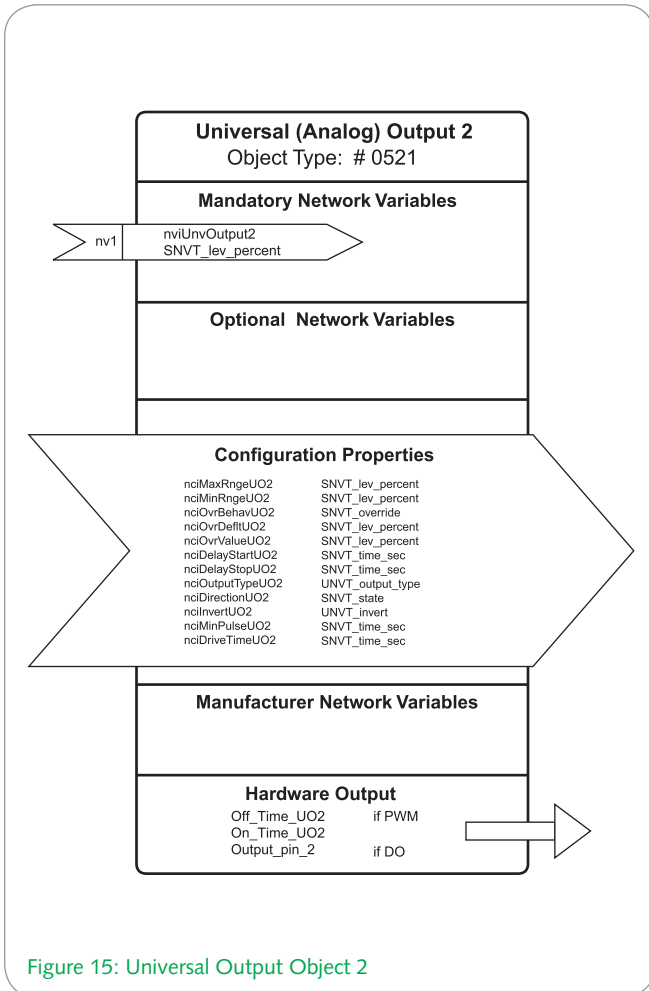 Universal (Analog) Output 2
Object Type: # 0521
Mandatory Network Variables
nv1
nviUnvOutput2
SNVT_lev_percent
Optional Network Variables
Configuration Properties
nciMaxRngeUO2 SNVT_lev_percent
nciMinRngeUO2 SNVT_lev_percent
nciOvrBehavUO2 SNVT_override
nciOvrDefltUO2 SNVT_lev_percent
nciOvrValueUO2 SNVT_lev_percent
nciDelayStartUO2 SNVT_time_sec
nciDelayStopUO2 SNVT_time_sec
nciOutputTypeUO2 UNVT_output_type
nciDirectionUO2 SNVT_state
nciInvertUO2 UNVT_invert
nciMinPulseUO2 SNVT_time_sec
nciDriveTimeUO2 SNVT_time_sec
Manufacturer Network Variables
Hardware Output
Off_Time_UO2 if PWM
On_Time_UO2
Output_pin_2 if DO
Figure 15: Universal Output Object 2